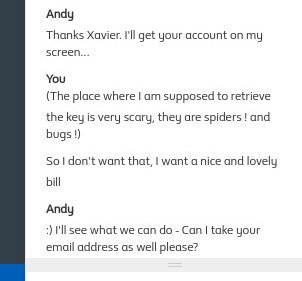 Andy
Thanks Xavier. I'll get your account on my
screen...
You
(The place where I am supposed to retrieve
the key is very scary, they are spiders ! and
bugs !)
So I don't want that, I want a nice and lovely
bill
Andy
:) I'll see what we can do - Can I take your
email address as well please?